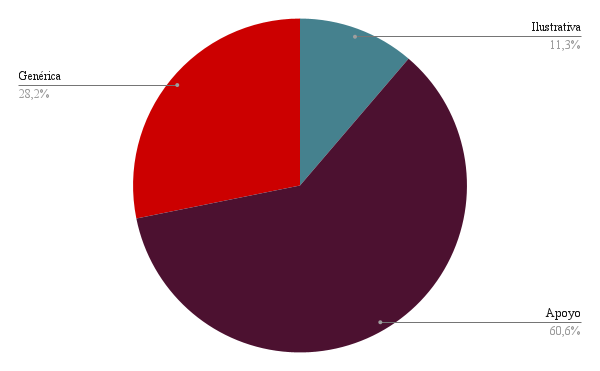 Ilustrativa
11,3%
Genérica
28,2%
Apoyo
60,6%